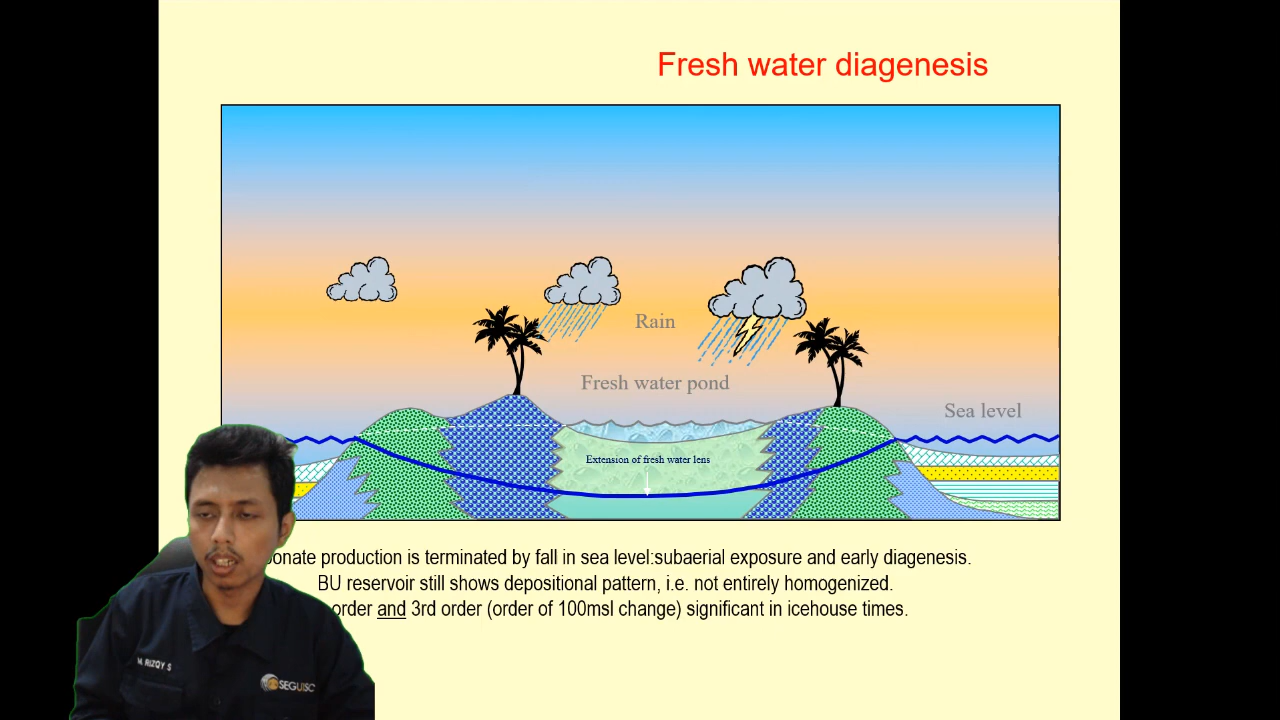 Fresh water diagenesis
Rain
Fresh water pond
Sea level
Extension of fresh water lens
production is terminated by fall in sea level:subaerial exposure and early diagenesis.
BU reservoir still shows depositional pattern, i.e. not entirely homogenized.
order and 3rd order (order of 100msl change) significant in icehouse times.
M. RIZQY S
SEGUISC